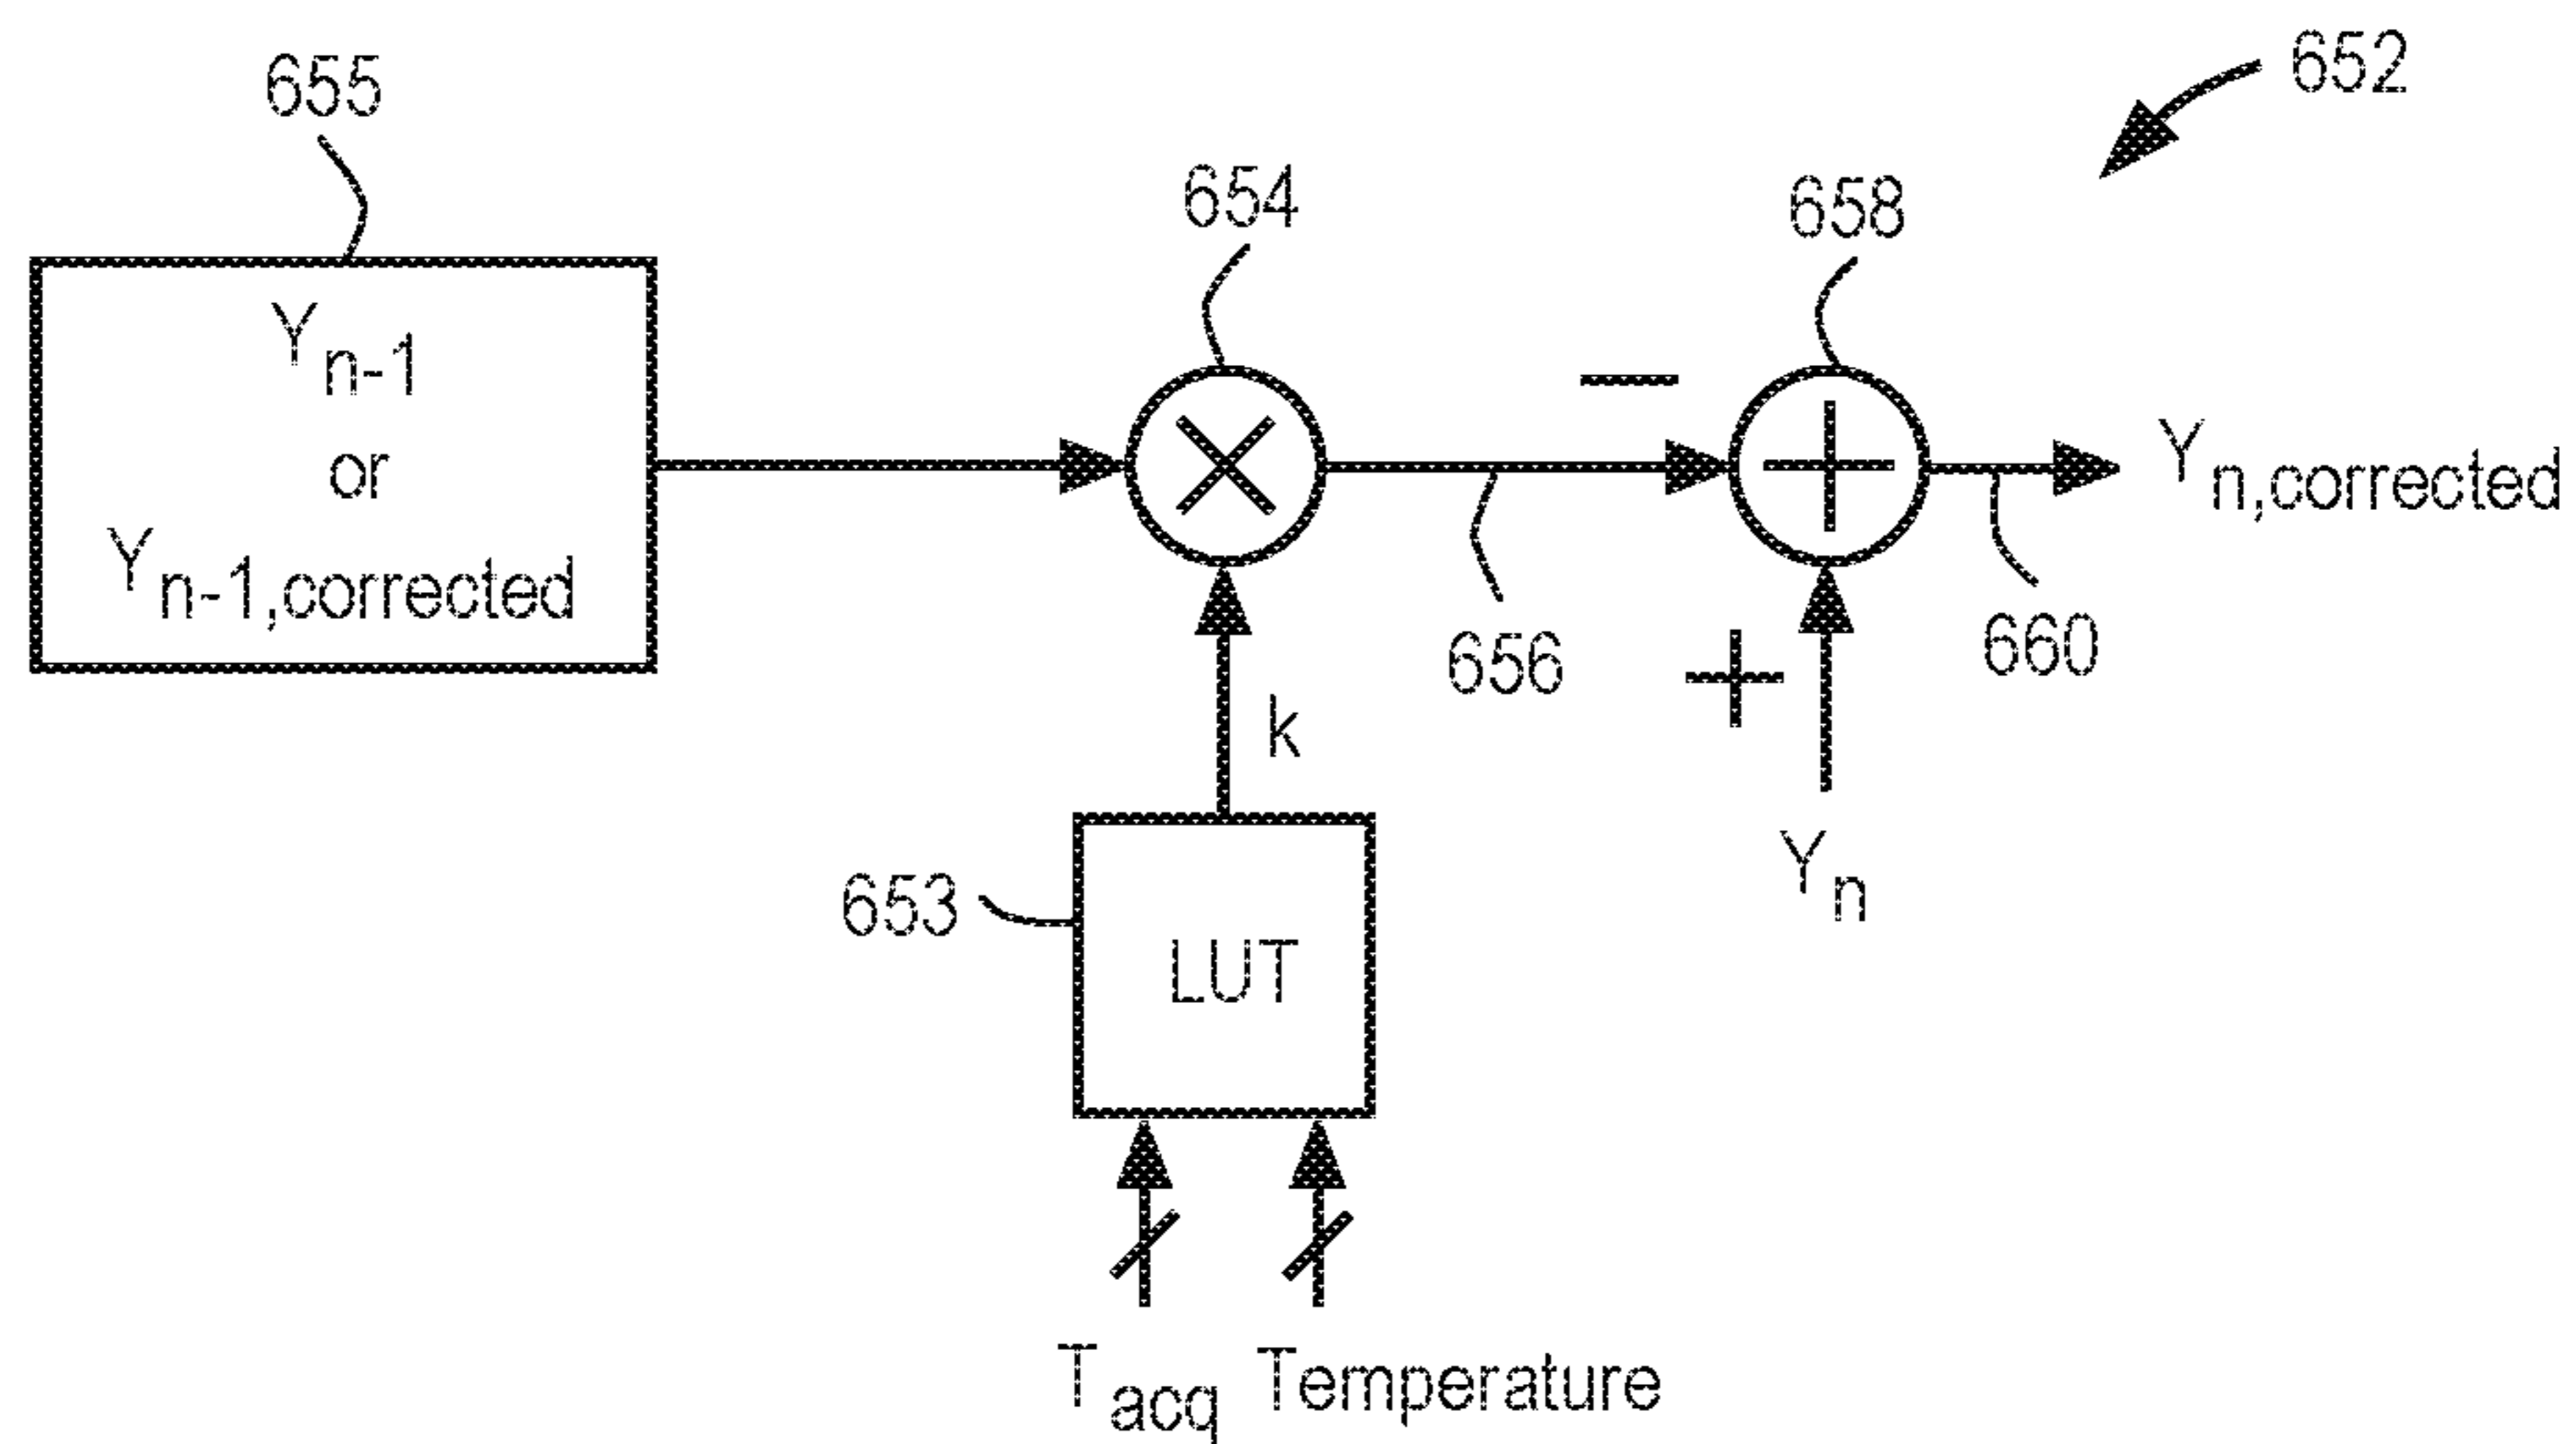 652
655
654
658
Yn-1
or
Yn-1,corrected
−
Yn,corrected
656
+
660
k
Yn
653
LUT
Tacq Temperature